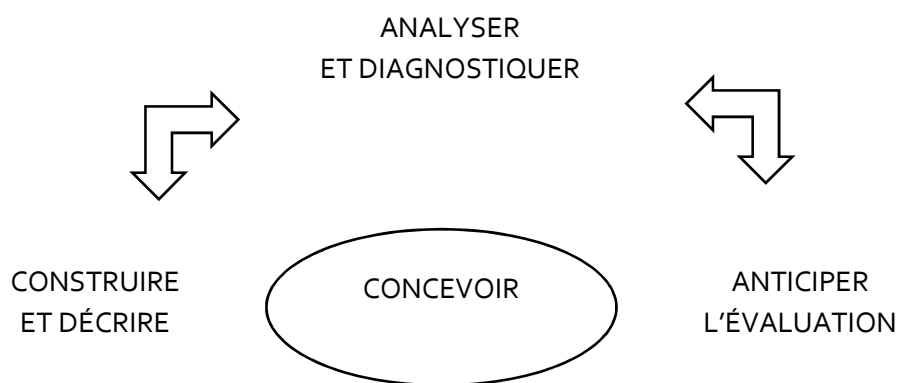 ANALYSER
ET DIAGNOSTIQUER
CONSTRUIRE
ET DÉCRIRE
CONCEVOIR
ANTICIPER
L'ÉVALUATION